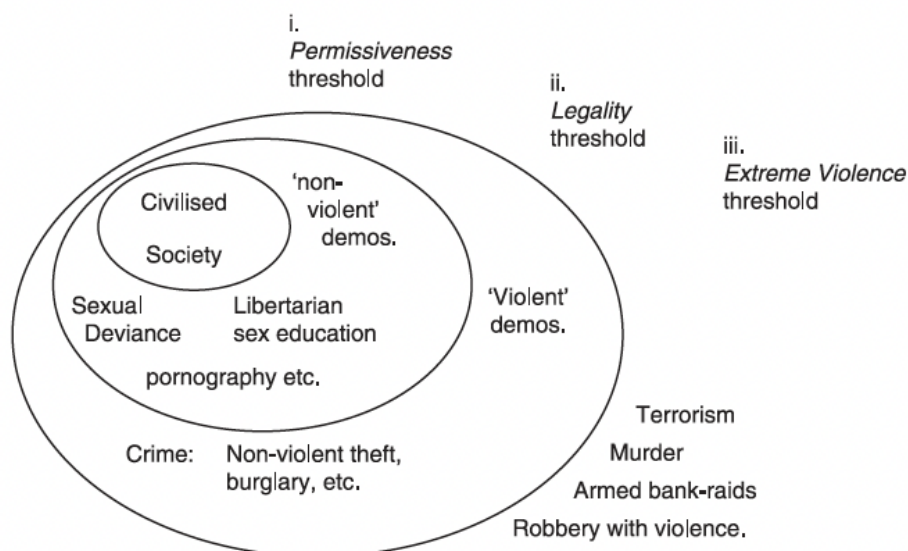 i.
Permissiveness
threshold
ii.
Legality
threshold
iii.
Extreme Violence
threshold
Civilised
Society
'non-
violent'
demos.
Sexual
Deviance
Libertarian
sex education
pornography etc.
'Violent'
demos.
Crime:
Non-violent theft,
burglary, etc.
Terrorism
Murder
Armed bank-raids
Robbery with violence.